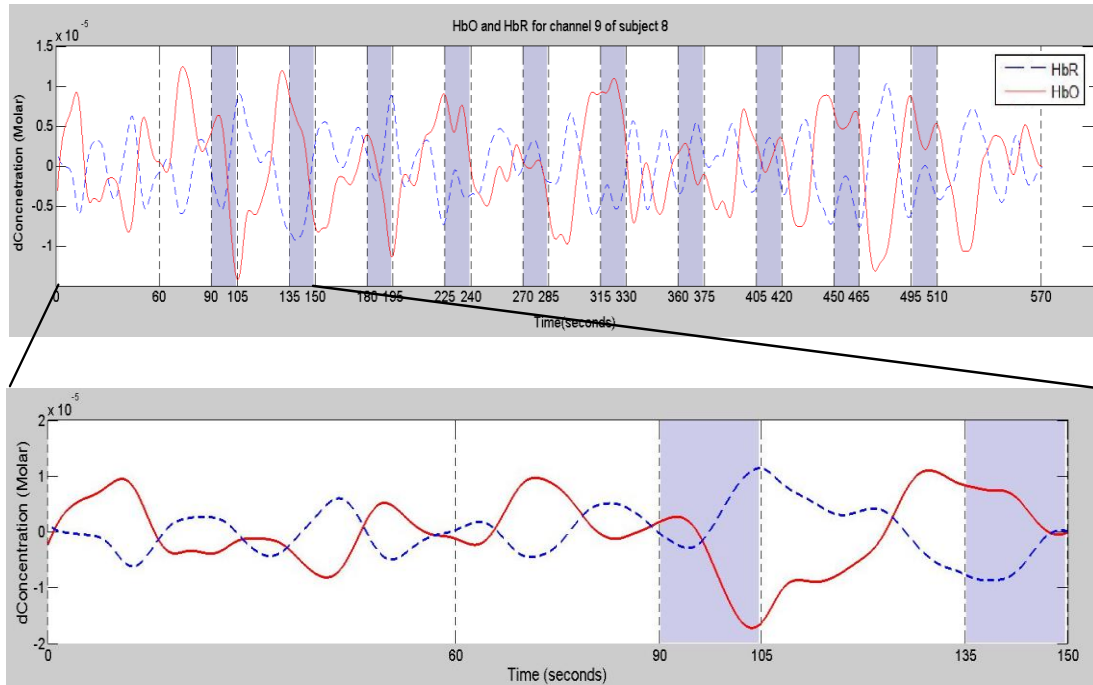 HbO and HbR for channel 9 of subject 8
x 10 -5
1.5
1
0.5
0
-0.5
-1
dConcnetration (Molar)
HbR
HbO
0 60 90 105 135 150 180 195 225 240 270 285 315 330 360 375 405 420 450 465 495 510 570
Time(seconds)
x 10 -5
2
1
0
-1
-2
dConcentration (Molar)
0 60 90 105 135 150
Time (seconds)